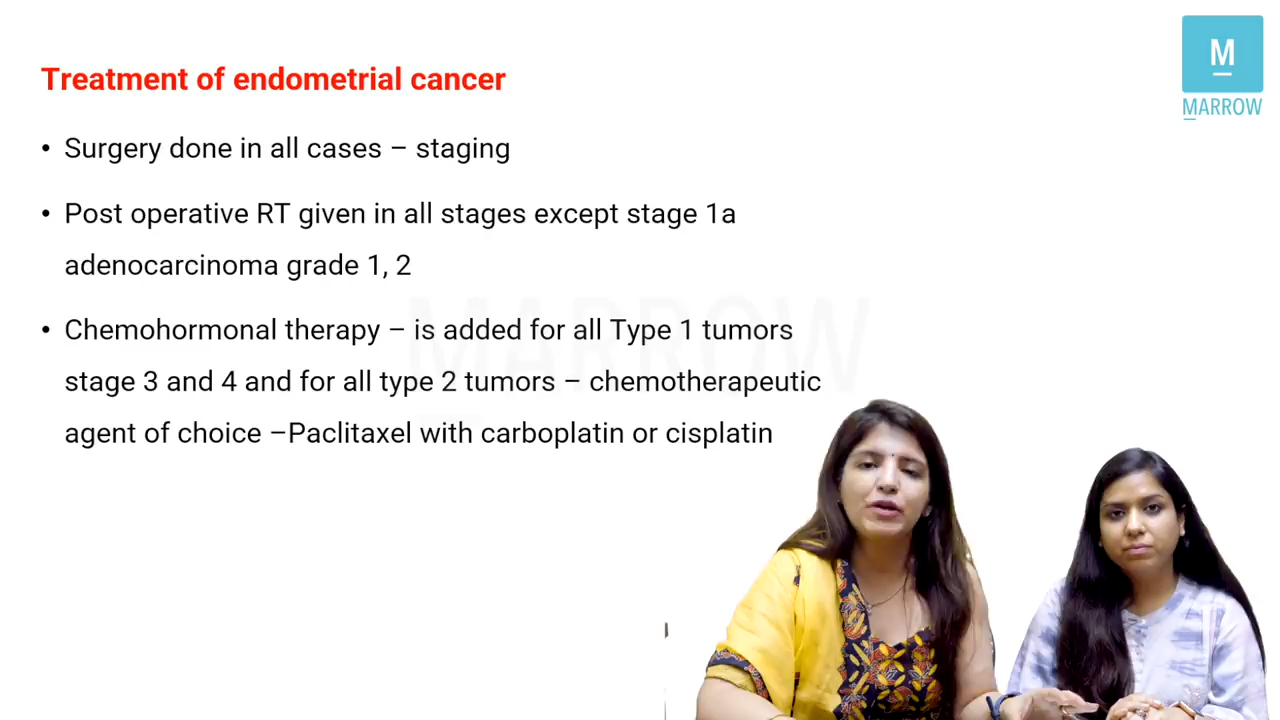 Treatment of endometrial cancer
M
MARROW
• Surgery done in all cases – staging
• Post operative RT given in all stages except stage 1a
adenocarcinoma grade 1, 2
• Chemohormonal therapy – is added for all Type 1 tumors
stage 3 and 4 and for all type 2 tumors – chemotherapeutic
agent of choice –Paclitaxel with carboplatin or cisplatin
MARROW